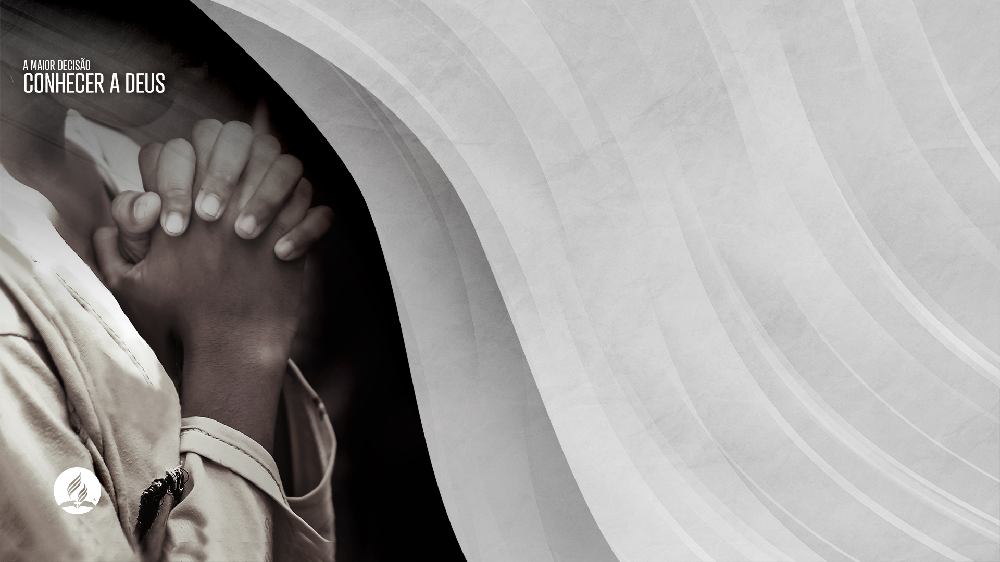 A MAIOR DECISÃO
CONHECER A DEUS